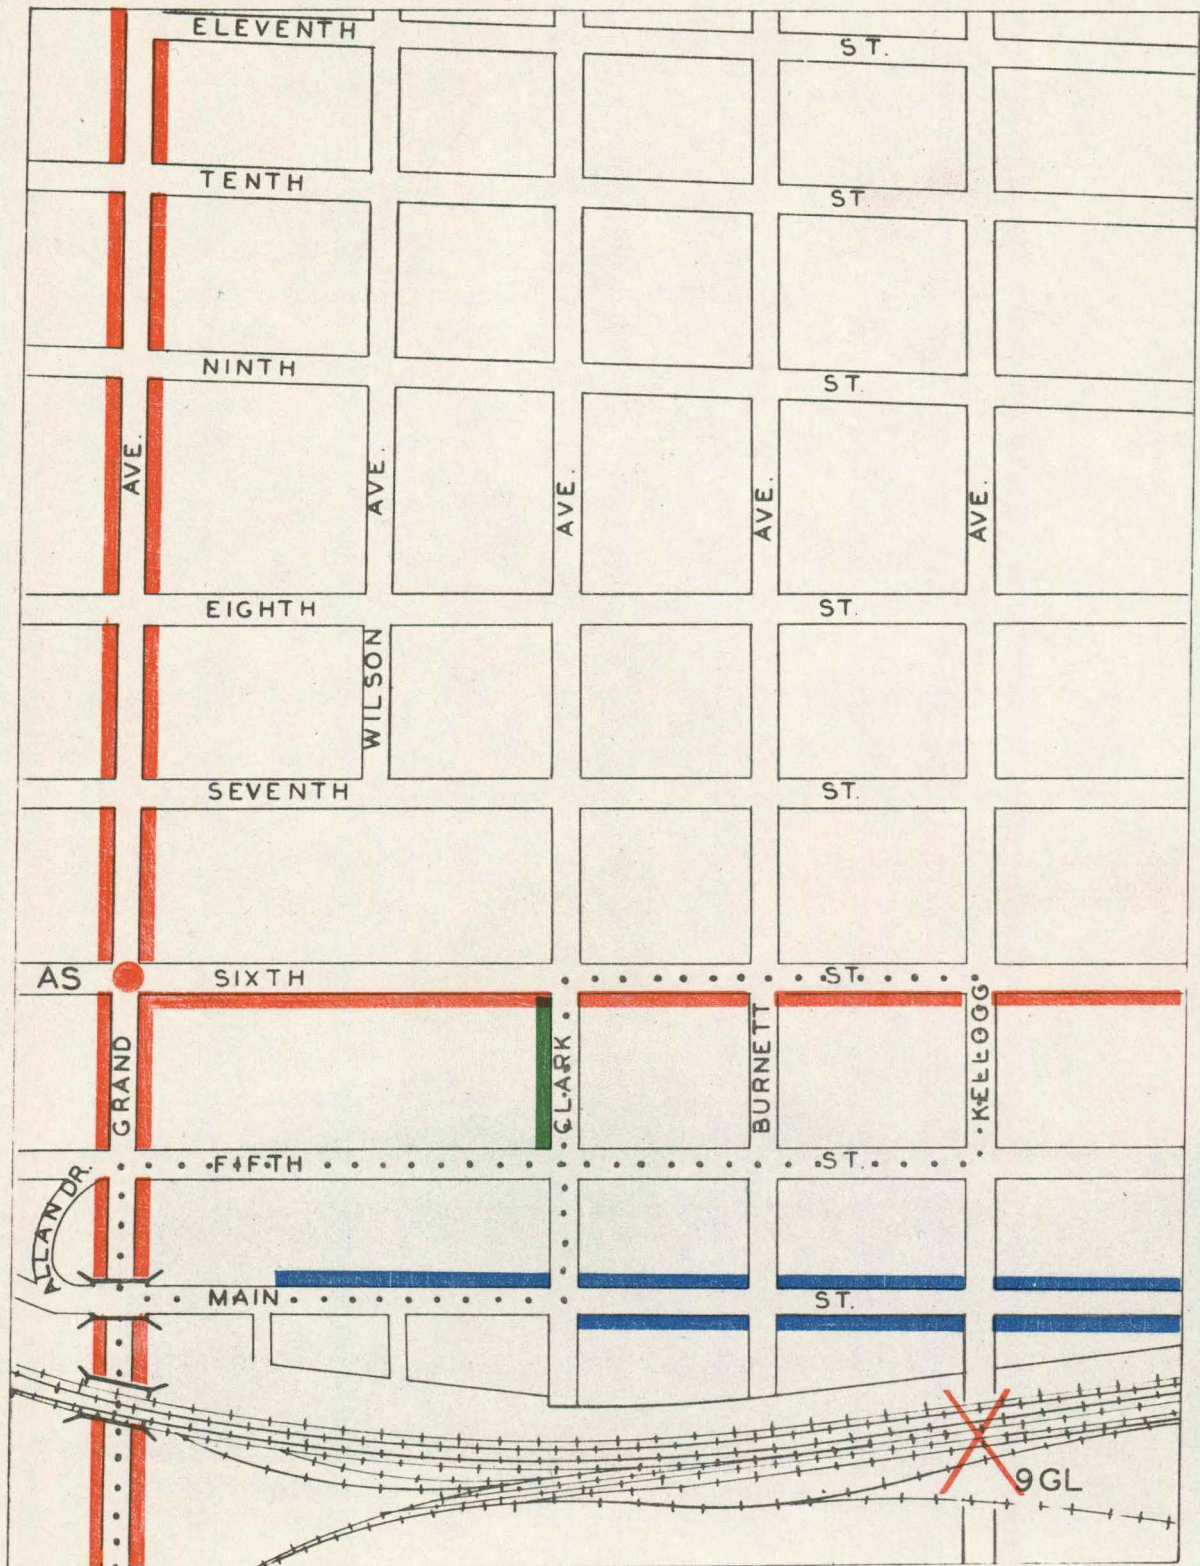 ELEVENTH ST.
TENTH ST.
NINTH ST.
AVE. AVE. AVE. AVE. AVE.
EIGHTH ST.
WILSON
SEVENTH ST.
AS SIXTH ST.
GRAND CLARK BURNETT KELLOGG
FIFTH ST.
ALLAN DR.
MAIN ST.
9GL